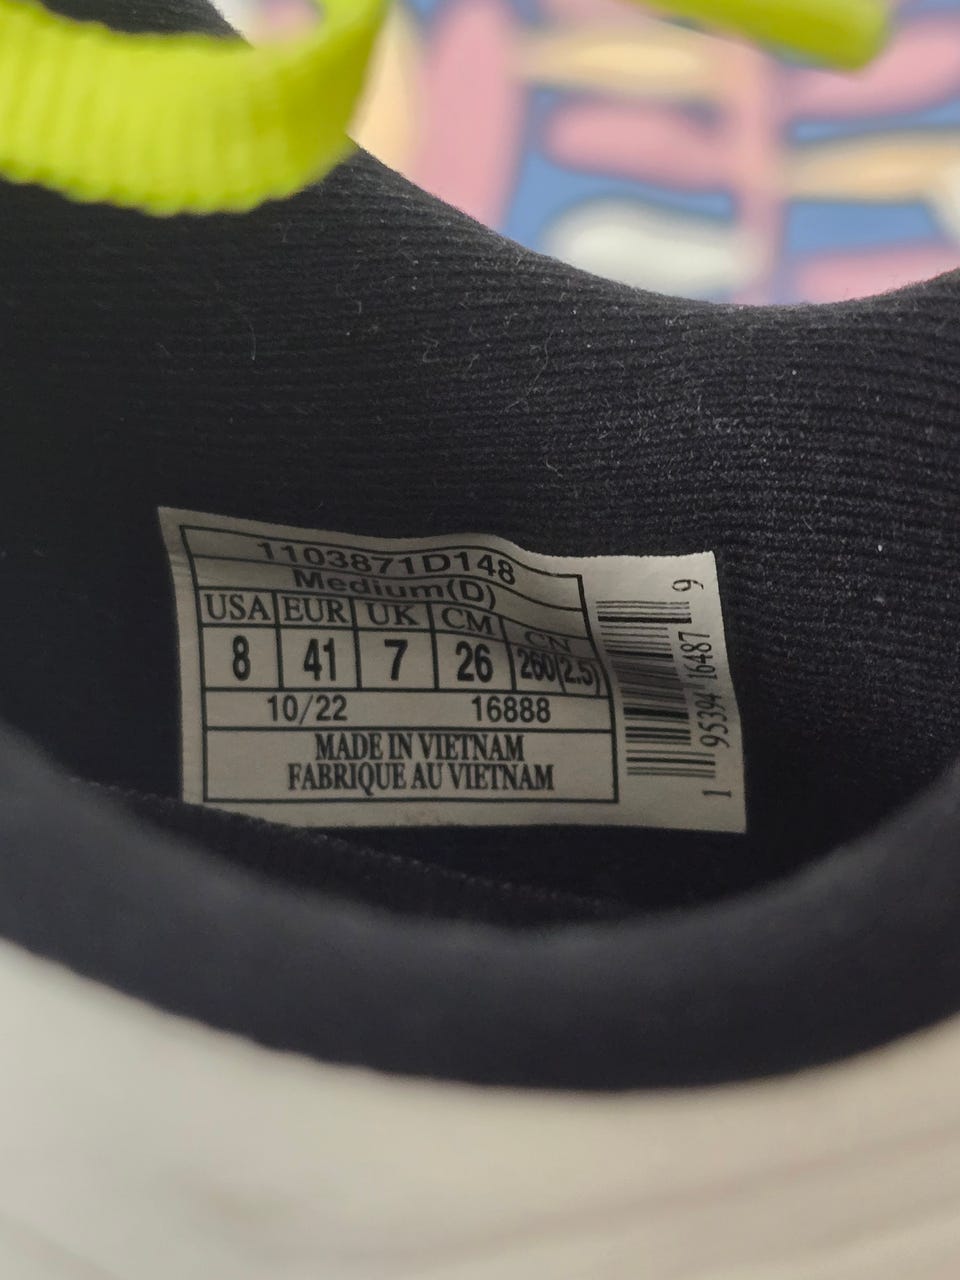 1103871D148
Medium(D)
USA EUR UK CM CN
8 41 7 26 260(2.5)
10/22 16888
MADE IN VIETNAM
FABRIQUE AU VIETNAM
1 95394 16487 9